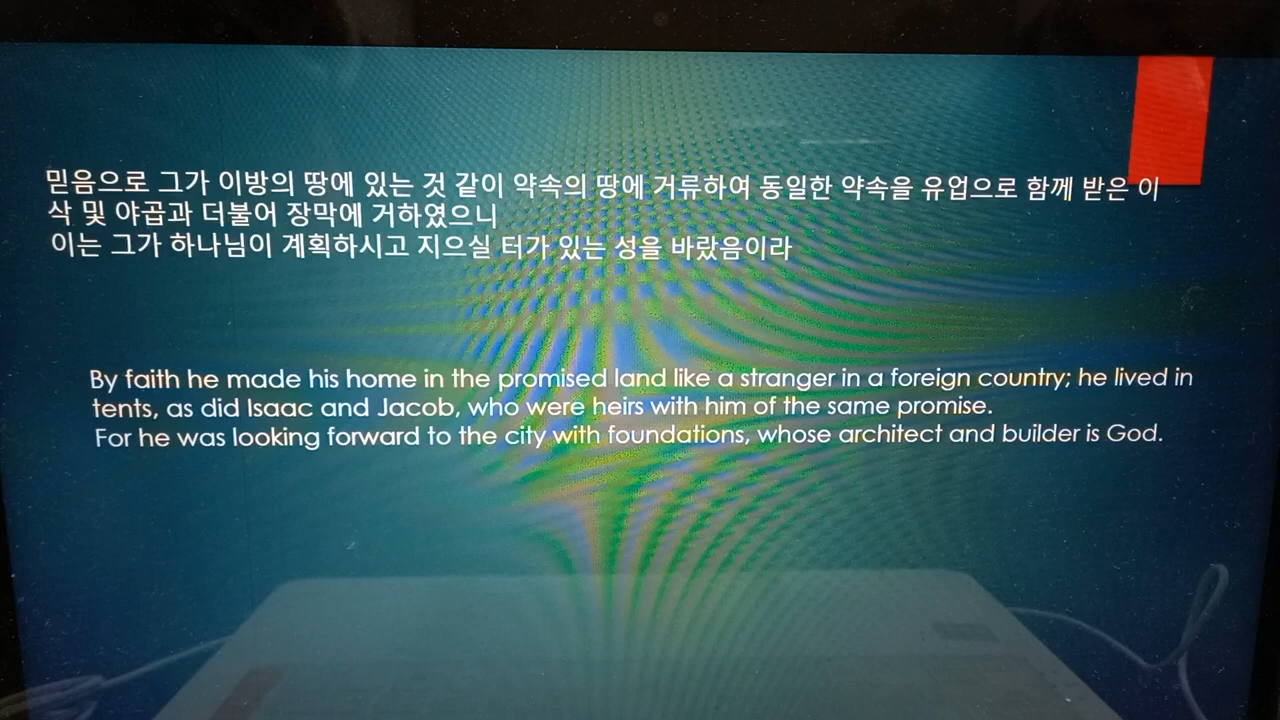 믿음으로 그가 이방의 땅에 있는 것 같이 약속의 땅에 거류하여 동일한 약속을 유업으로 함께 받은 이
삭 및 야곱과 더불어 장막에 거하였으니
이는 그가 하나님이 계획하시고 지으실 터가 있는 성을 바랐음이라
By faith he made his home in the promised land like a stranger in a foreign country; he lived in
tents, as did Isaac and Jacob, who were heirs with him of the same promise.
For he was looking forward to the city with foundations, whose architect and builder is God.